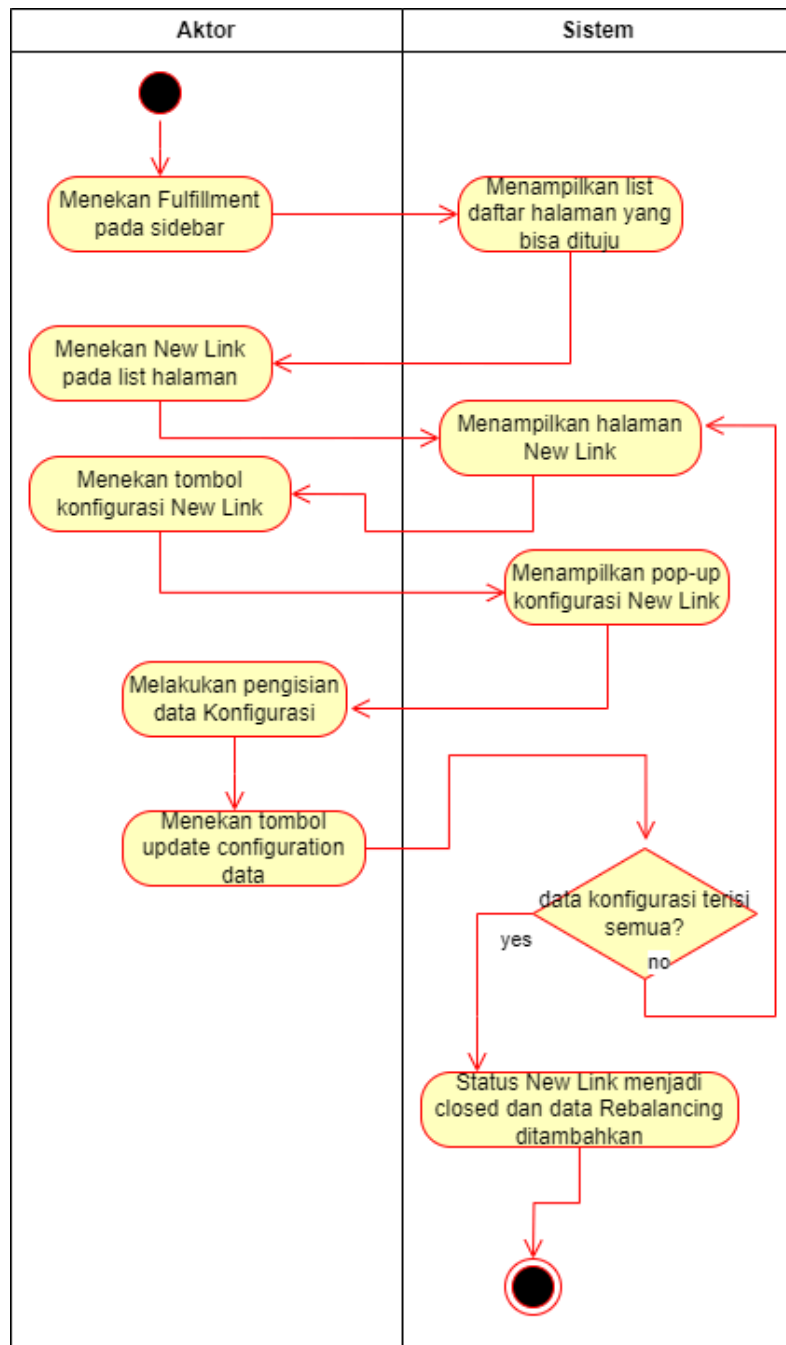 Aktor
Sistem
Menekan Fulfillment
pada sidebar
Menampilkan list
daftar halaman yang
bisa dituju
Menekan New Link
pada list halaman
Menampilkan halaman
New Link
Menekan tombol
konfigurasi New Link
Menampilkan pop-up
konfigurasi New Link
Melakukan pengisian
data Konfigurasi
Menekan tombol
update configuration
data
data konfigurasi terisi
semua?
yes
no
Status New Link menjadi
closed dan data Rebalancing
ditambahkan